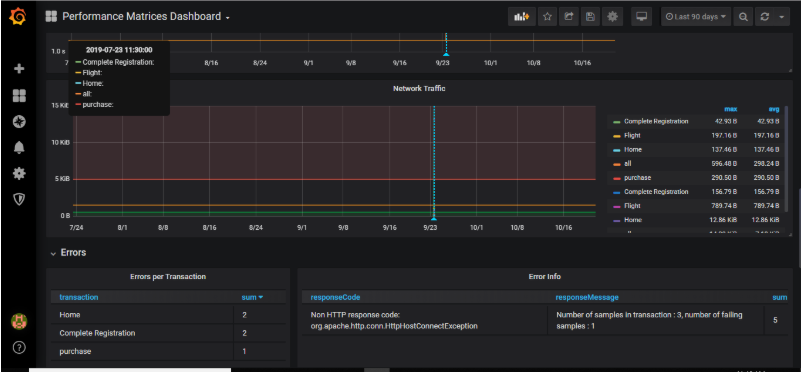 Performance Matrices Dashboard
Last 90 days
1.0 s
7 8/16 8/24 9/1 9/8 9/16 9/23 10/1 10/8 10/16
2019-07-23 11:30:00
Complete Registration:
Flight:
Home:
all:
purchase:
Network Traffic
15 KiB
10 KiB
5 KiB
0 B
7/24 8/1 8/8 8/16 8/24 9/1 9/8 9/16 9/23 10/1 10/8 10/16
max avg
Complete Registration 42.93 B 42.93 B
Flight 197.16 B 197.16 B
Home 137.46 B 137.46 B
all 596.48 B 298.24 B
purchase 290.50 B 290.50 B
Complete Registration 156.79 B 156.79 B
Flight 789.74 B 789.74 B
Home 12.86 KiB 12.86 KiB
Errors
Errors per Transaction
transaction sum
Home 2
Complete Registration 2
purchase 1
Error Info
responseCode responseMessage sum
Non HTTP response code: Number of samples in transaction : 3, number of failing
org.apache.http.conn.HttpHostConnectException samples : 1 5